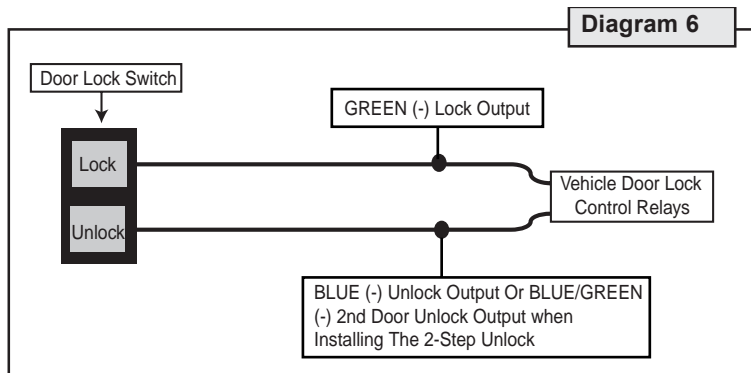 Diagram 6
Door Lock Switch
GREEN (-) Lock Output
Lock
Vehicle Door Lock
Control Relays
Unlock
BLUE (-) Unlock Output Or BLUE/GREEN
(-) 2nd Door Unlock Output when
Installing The 2-Step Unlock